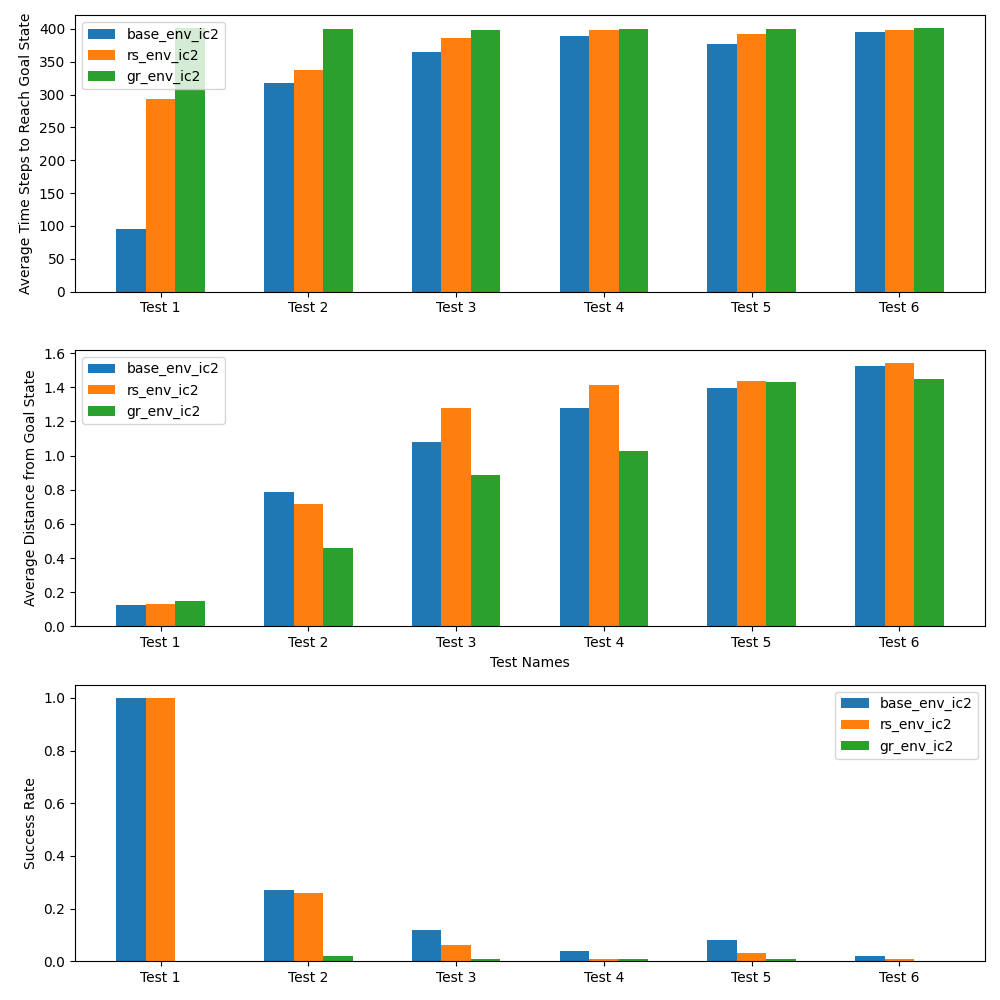 Average Time Steps to Reach Goal State
400
350
300
250
200
150
100
50
0
base_env_ic2
rs_env_ic2
gr_env_ic2
Test 1 Test 2 Test 3 Test 4 Test 5 Test 6
Average Distance from Goal State
1.6
1.4
1.2
1.0
0.8
0.6
0.4
0.2
0.0
base_env_ic2
rs_env_ic2
gr_env_ic2
Test 1 Test 2 Test 3 Test 4 Test 5 Test 6
Test Names
Success Rate
1.0
0.8
0.6
0.4
0.2
0.0
base_env_ic2
rs_env_ic2
gr_env_ic2
Test 1 Test 2 Test 3 Test 4 Test 5 Test 6